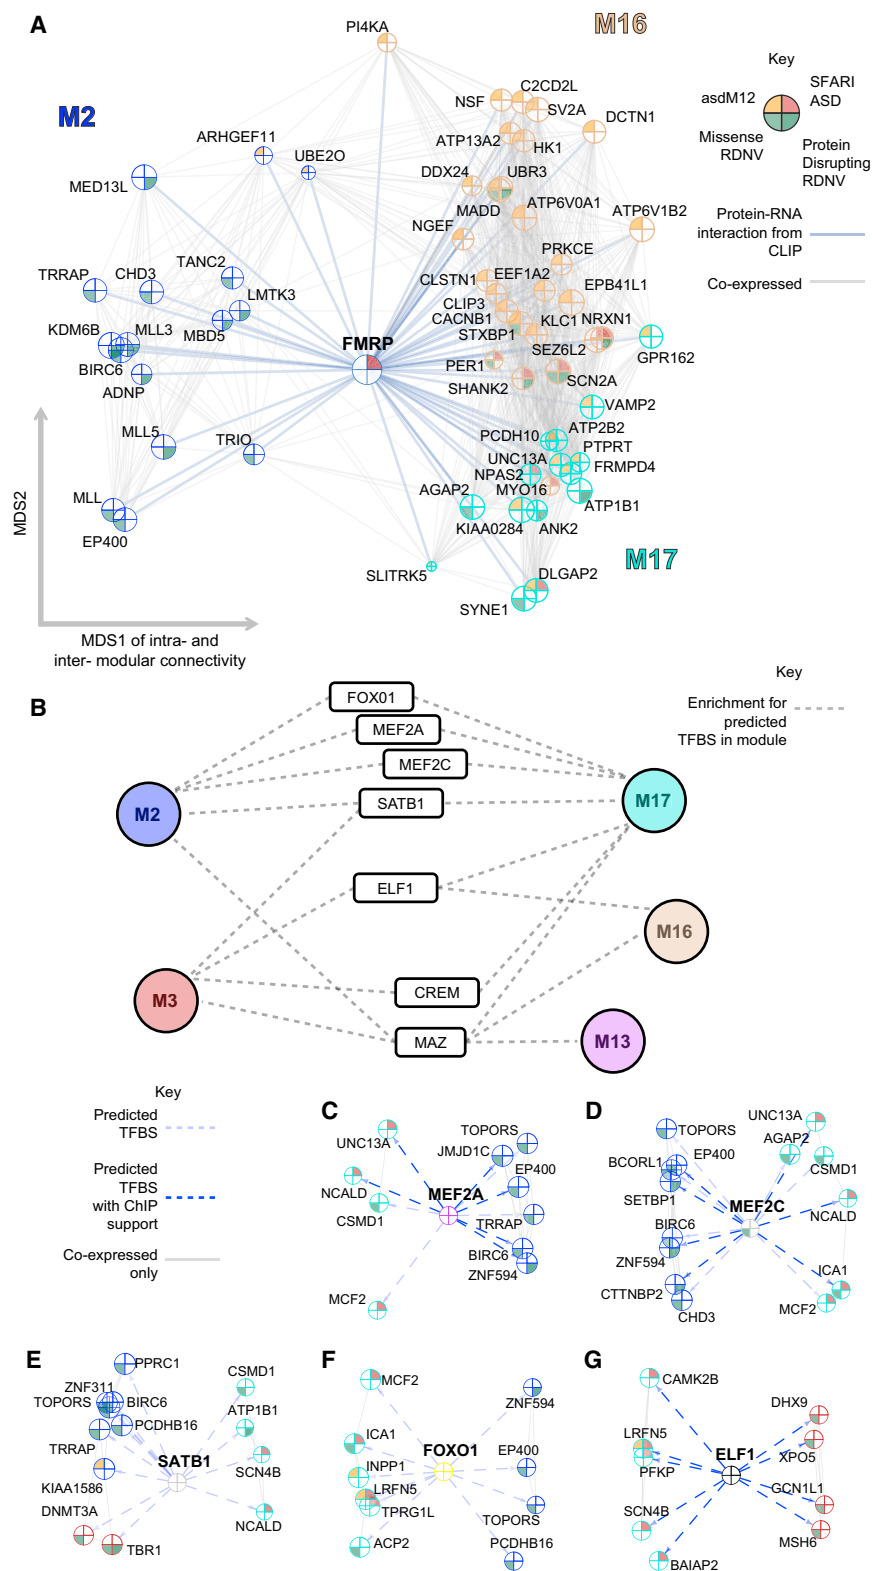 A
PI4KA
M16
Key
C2CD2L
SFARI
ASD
asdM12
NSF
SV2A
DCTN1
M2
ARHGEF11
ATP13A2
HK1
Missense
RDNV
Protein
Disrupting
RDNV
UBE2O
DDX24
UBR3
MED13L
MADD
ATP6V0A1
ATP6V1B2
Protein-RNA
interaction from
CLIP
NGEF
PRKCE
TRRAP
CHD3
TANC2
CLSTN1
EEF1A2
EPB41L1
Co-expressed
LMTK3
CLIP3
CACNB1
KLC1
NRXN1
KDM6B
MLL3
MBD5
FMRP
STXBP1
SEZ6L2
GPR162
BIRC6
PER1
SCN2A
ADNP
SHANK2
VAMP2
MLL5
TRIO
PCDH10
ATP2B2
PTPRT
UNC13A
FRMPD4
NPAS2
MLL
AGAP2
MYO16
ATP1B1
EP400
KIAA0284
ANK2
MDS2
M17
SLITRK5
DLGAP2
SYNE1
MDS1 of intra- and
inter- modular connectivity
B
Key
Enrichment for
predicted
TFBS in module
FOX01
MEF2A
MEF2C
M2
SATB1
M17
ELF1
M16
M3
CREM
MAZ
M13
Key
Predicted
TFBS
Predicted
TFBS
with ChIP
support
Co-expressed
only
C
TOPORS
UNC13A
JMJD1C
EP400
NCALD
MEF2A
CSMD1
TRRAP
BIRC6
ZNF594
MCF2
D
UNC13A
TOPORS
AGAP2
EP400
BCORL1
CSMD1
SETBP1
MEF2C
NCALD
BIRC6
ZNF594
ICA1
CTTNBP2
MCF2
CHD3
E
PPRC1
CSMD1
ZNF311
TOPORS
BIRC6
ATP1B1
PCDHB16
TRRAP
SATB1
SCN4B
KIAA1586
DNMT3A
NCALD
TBR1
F
MCF2
ZNF594
ICA1
FOXO1
EP400
INPP1
LRFN5
TPRG1L
TOPORS
ACP2
PCDHB16
G
CAMK2B
DHX9
LRFN5
ELF1
XPO5
PFKP
GCN1L1
SCN4B
MSH6
BAIAP2